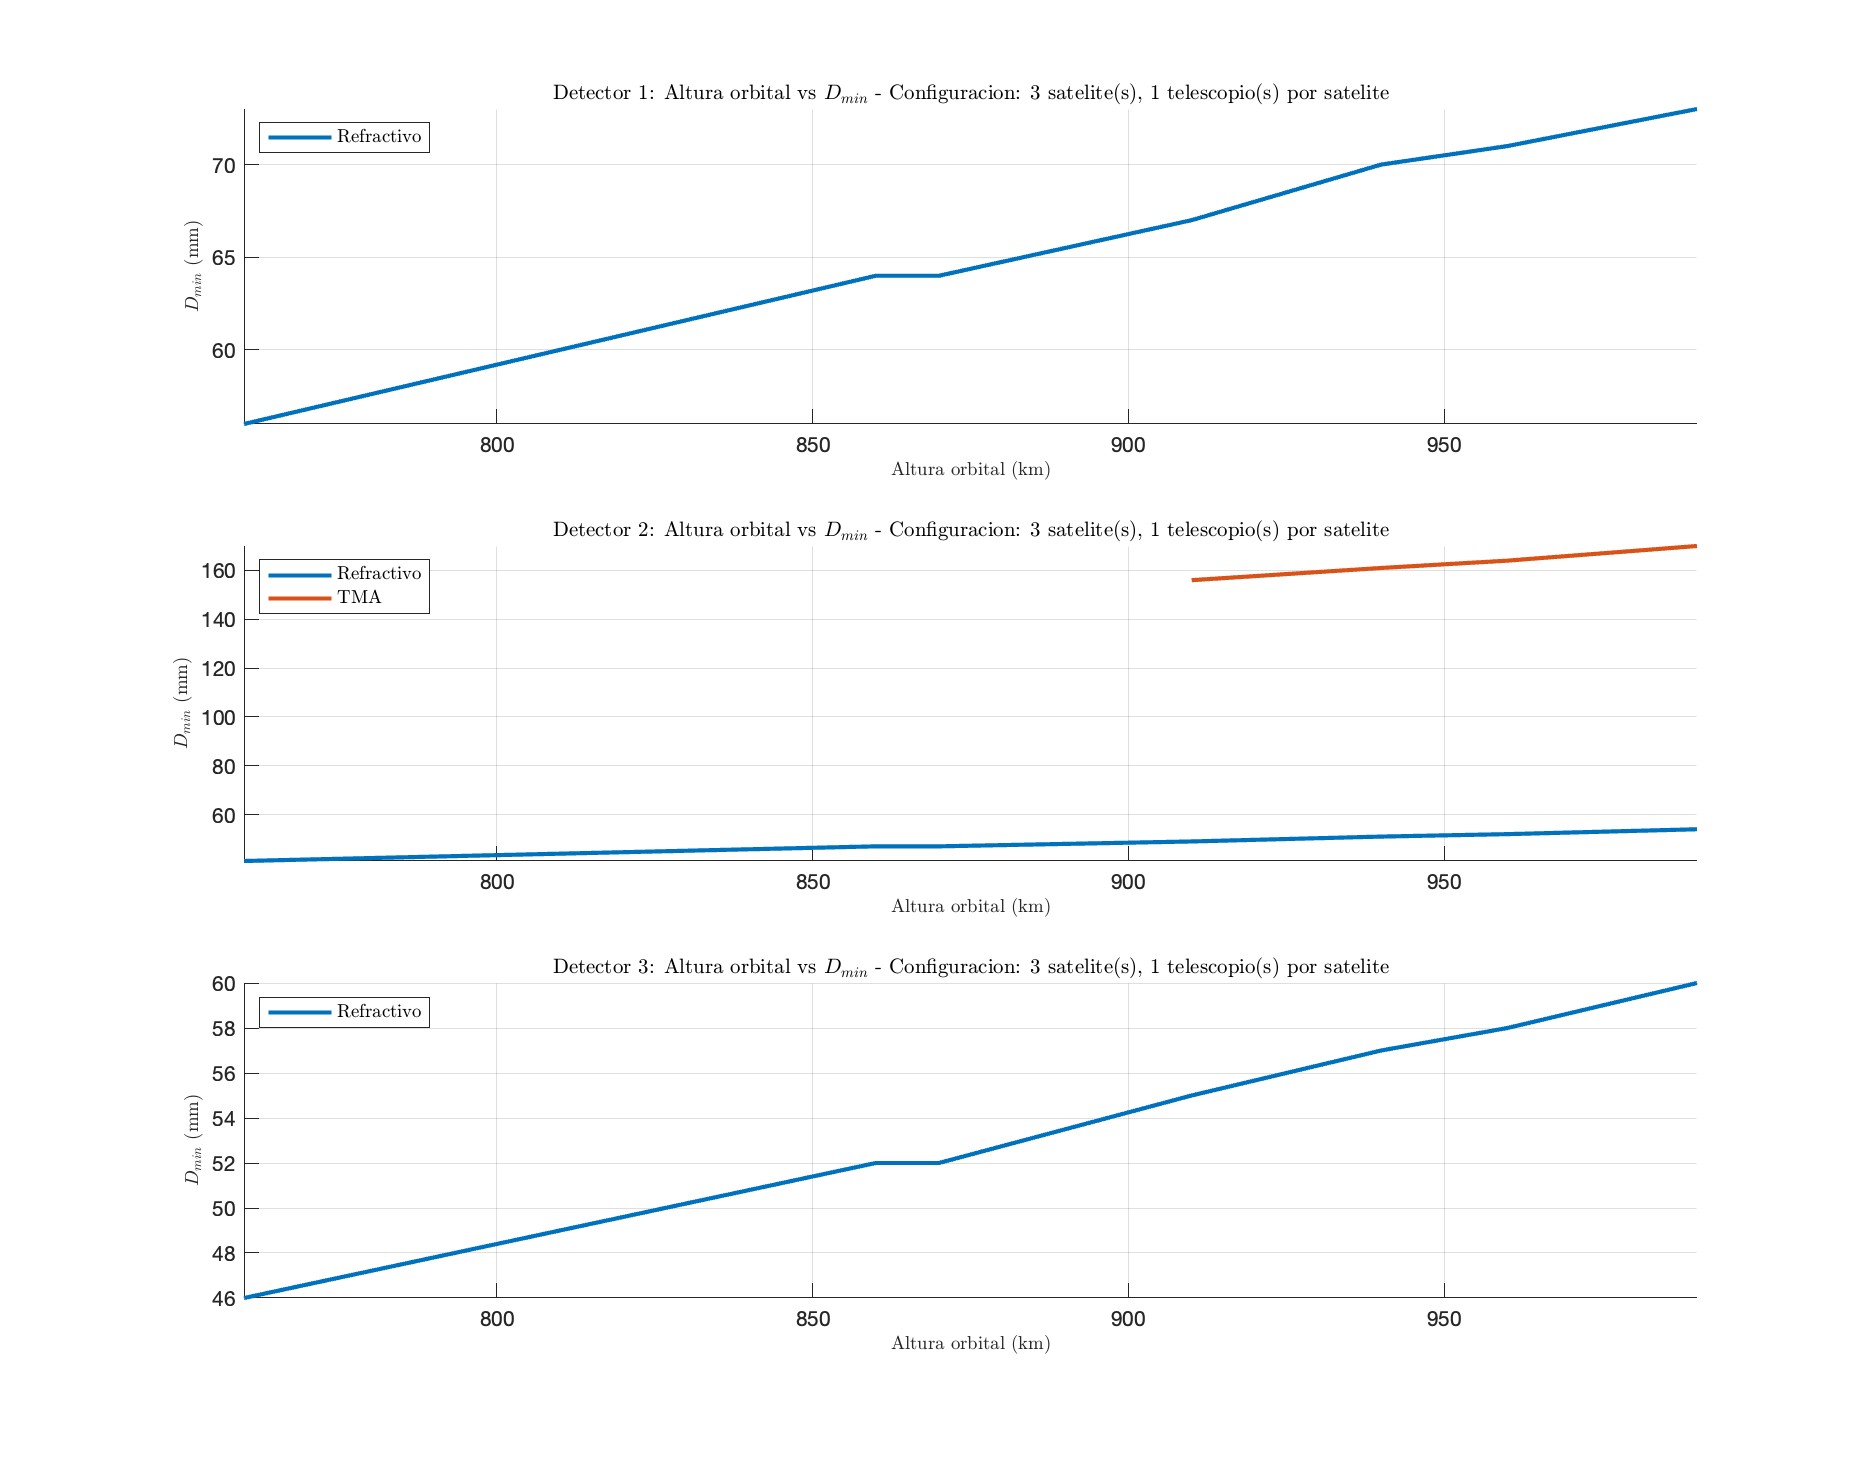 Detector 1: Altura orbital vs D_min - Configuracion: 3 satelite(s), 1 telescopio(s) por satelite
Refractivo
70
65
60
D_min (mm)
800 850 900 950
Altura orbital (km)
Detector 2: Altura orbital vs D_min - Configuracion: 3 satelite(s), 1 telescopio(s) por satelite
Refractivo
TMA
160
140
120
100
80
60
D_min (mm)
800 850 900 950
Altura orbital (km)
Detector 3: Altura orbital vs D_min - Configuracion: 3 satelite(s), 1 telescopio(s) por satelite
Refractivo
60
58
56
54
52
50
48
46
D_min (mm)
800 850 900 950
Altura orbital (km)